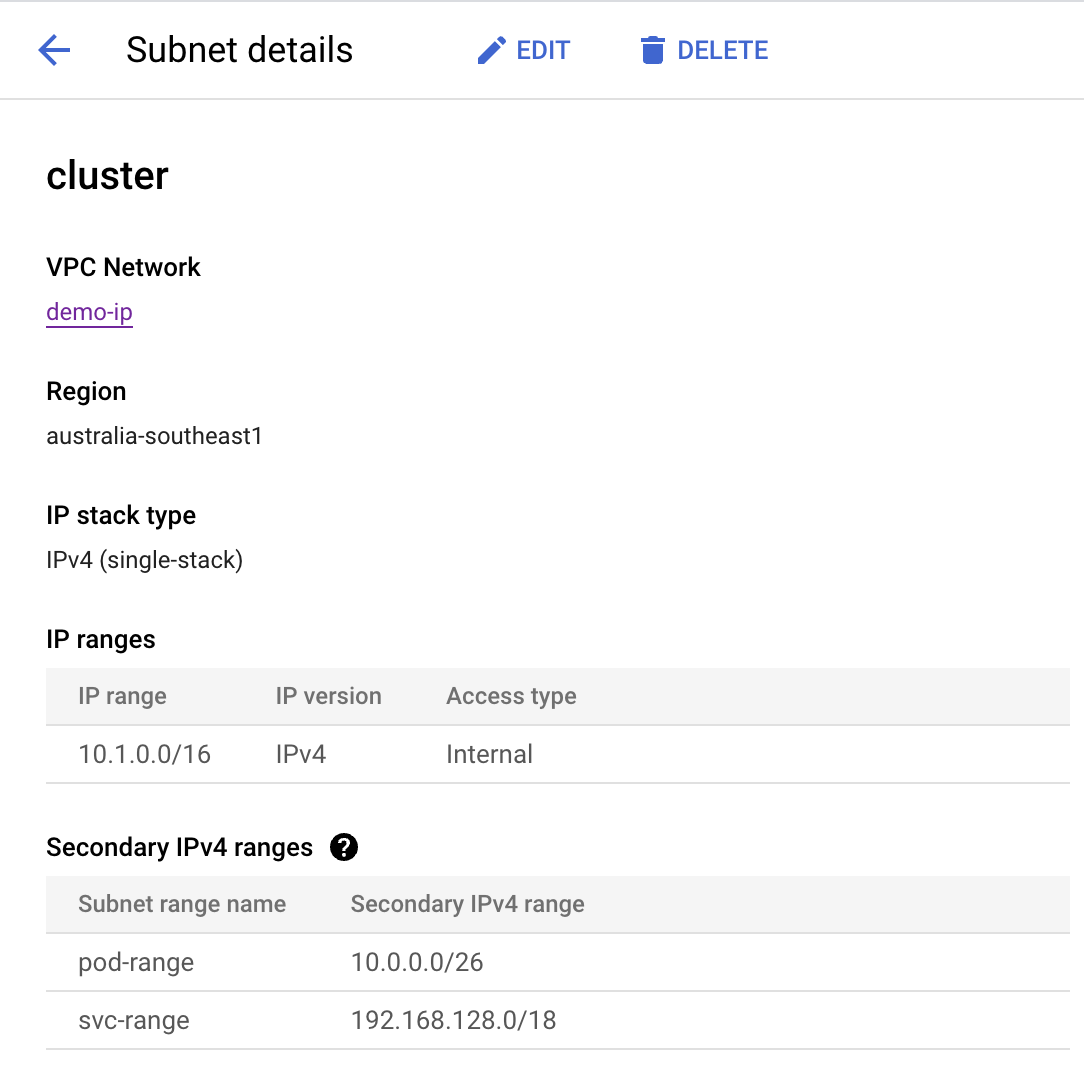 Subnet details EDIT DELETE
cluster
VPC Network
demo-ip
Region
australia-southeast1
IP stack type
IPv4 (single-stack)
IP ranges
IP range IP version Access type
10.1.0.0/16 IPv4 Internal
Secondary IPv4 ranges ?
Subnet range name Secondary IPv4 range
pod-range 10.0.0.0/26
svc-range 192.168.128.0/18